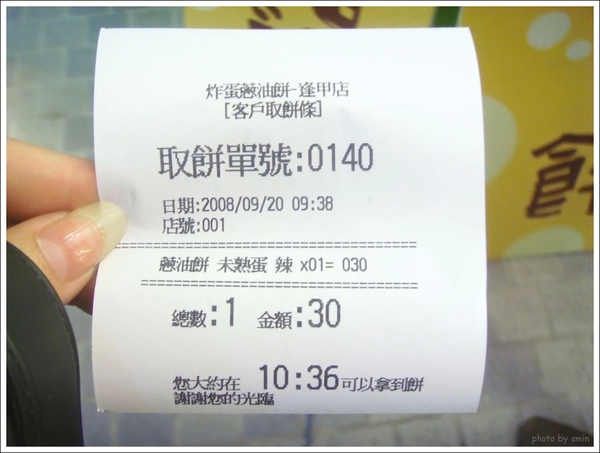 炸蛋蔥油餅-逢甲店
[客戶取餅條]
取餅單號:0140
日期:2008/09/20 09:38
店號:001
==========================================
蔥油餅 未熟蛋 辣 x01= 030
==========================================
總數:1 金額:30
您大約在 10:36可以拿到餅
謝謝您的光臨
餅
photo by smin